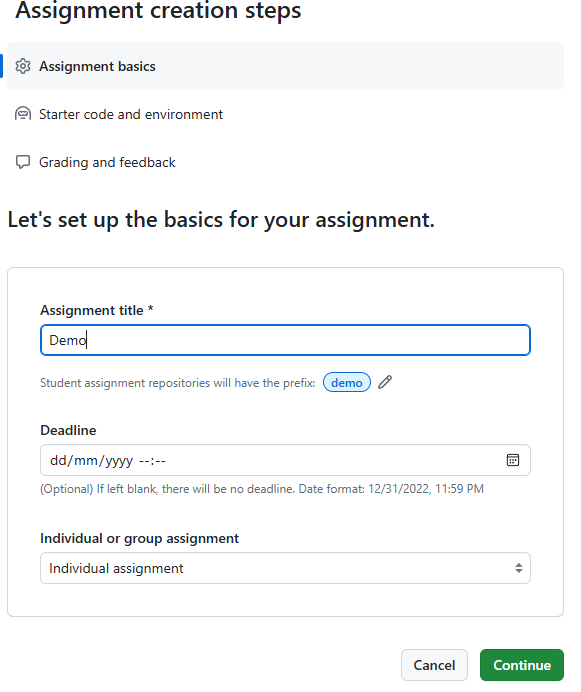 Assignment creation steps
Assignment basics
Starter code and environment
Grading and feedback
Let's set up the basics for your assignment.
Assignment title *
Demo
Student assignment repositories will have the prefix: demo
Deadline
dd/mm/yyyy --:--
(Optional) If left blank, there will be no deadline. Date format: 12/31/2022, 11:59 PM
Individual or group assignment
Individual assignment
Cancel Continue